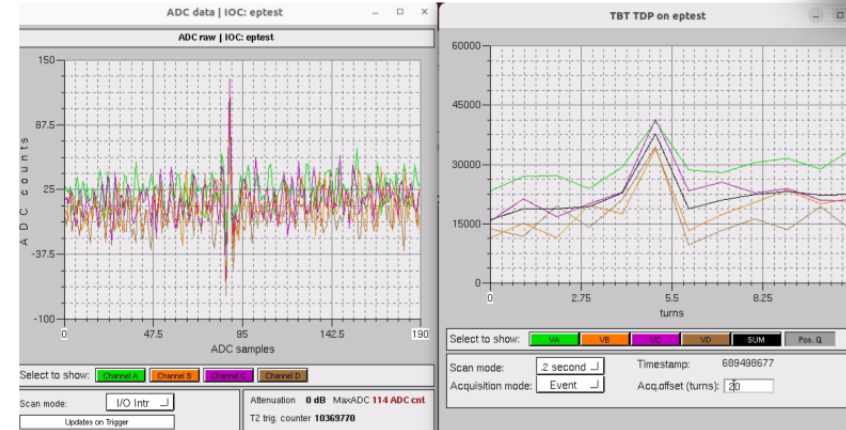 ADC data | IOC: eptest
ADC raw | IOC: eptest
150
87.5
25
-37.5
-100
ADC counts
0 47.5 95 142.5 190
ADC samples
Select to show: Channel A Channel B Channel C Channel D
Scan mode: I/O Intr
Updates on Trigger
Attenuation 0 dB MaxADC 114 ADC cnt
T2 trig. counter 10369770
TBT TDP on eptest
60000
45000
30000
15000
0
0 2.75 5.5 8.25
turns
Select to show: VA VB VC VD SUM Pos. Q
Scan mode: .2 second
Timestamp: 689498677
Acquisition mode: Event
Acq.offset (turns): 20